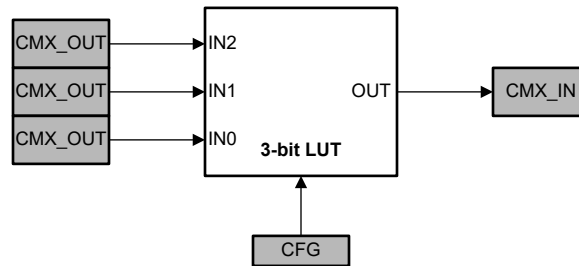 CMX_OUT
IN2
CMX_OUT
IN1
OUT
CMX_IN
CMX_OUT
IN0
3-bit LUT
CFG